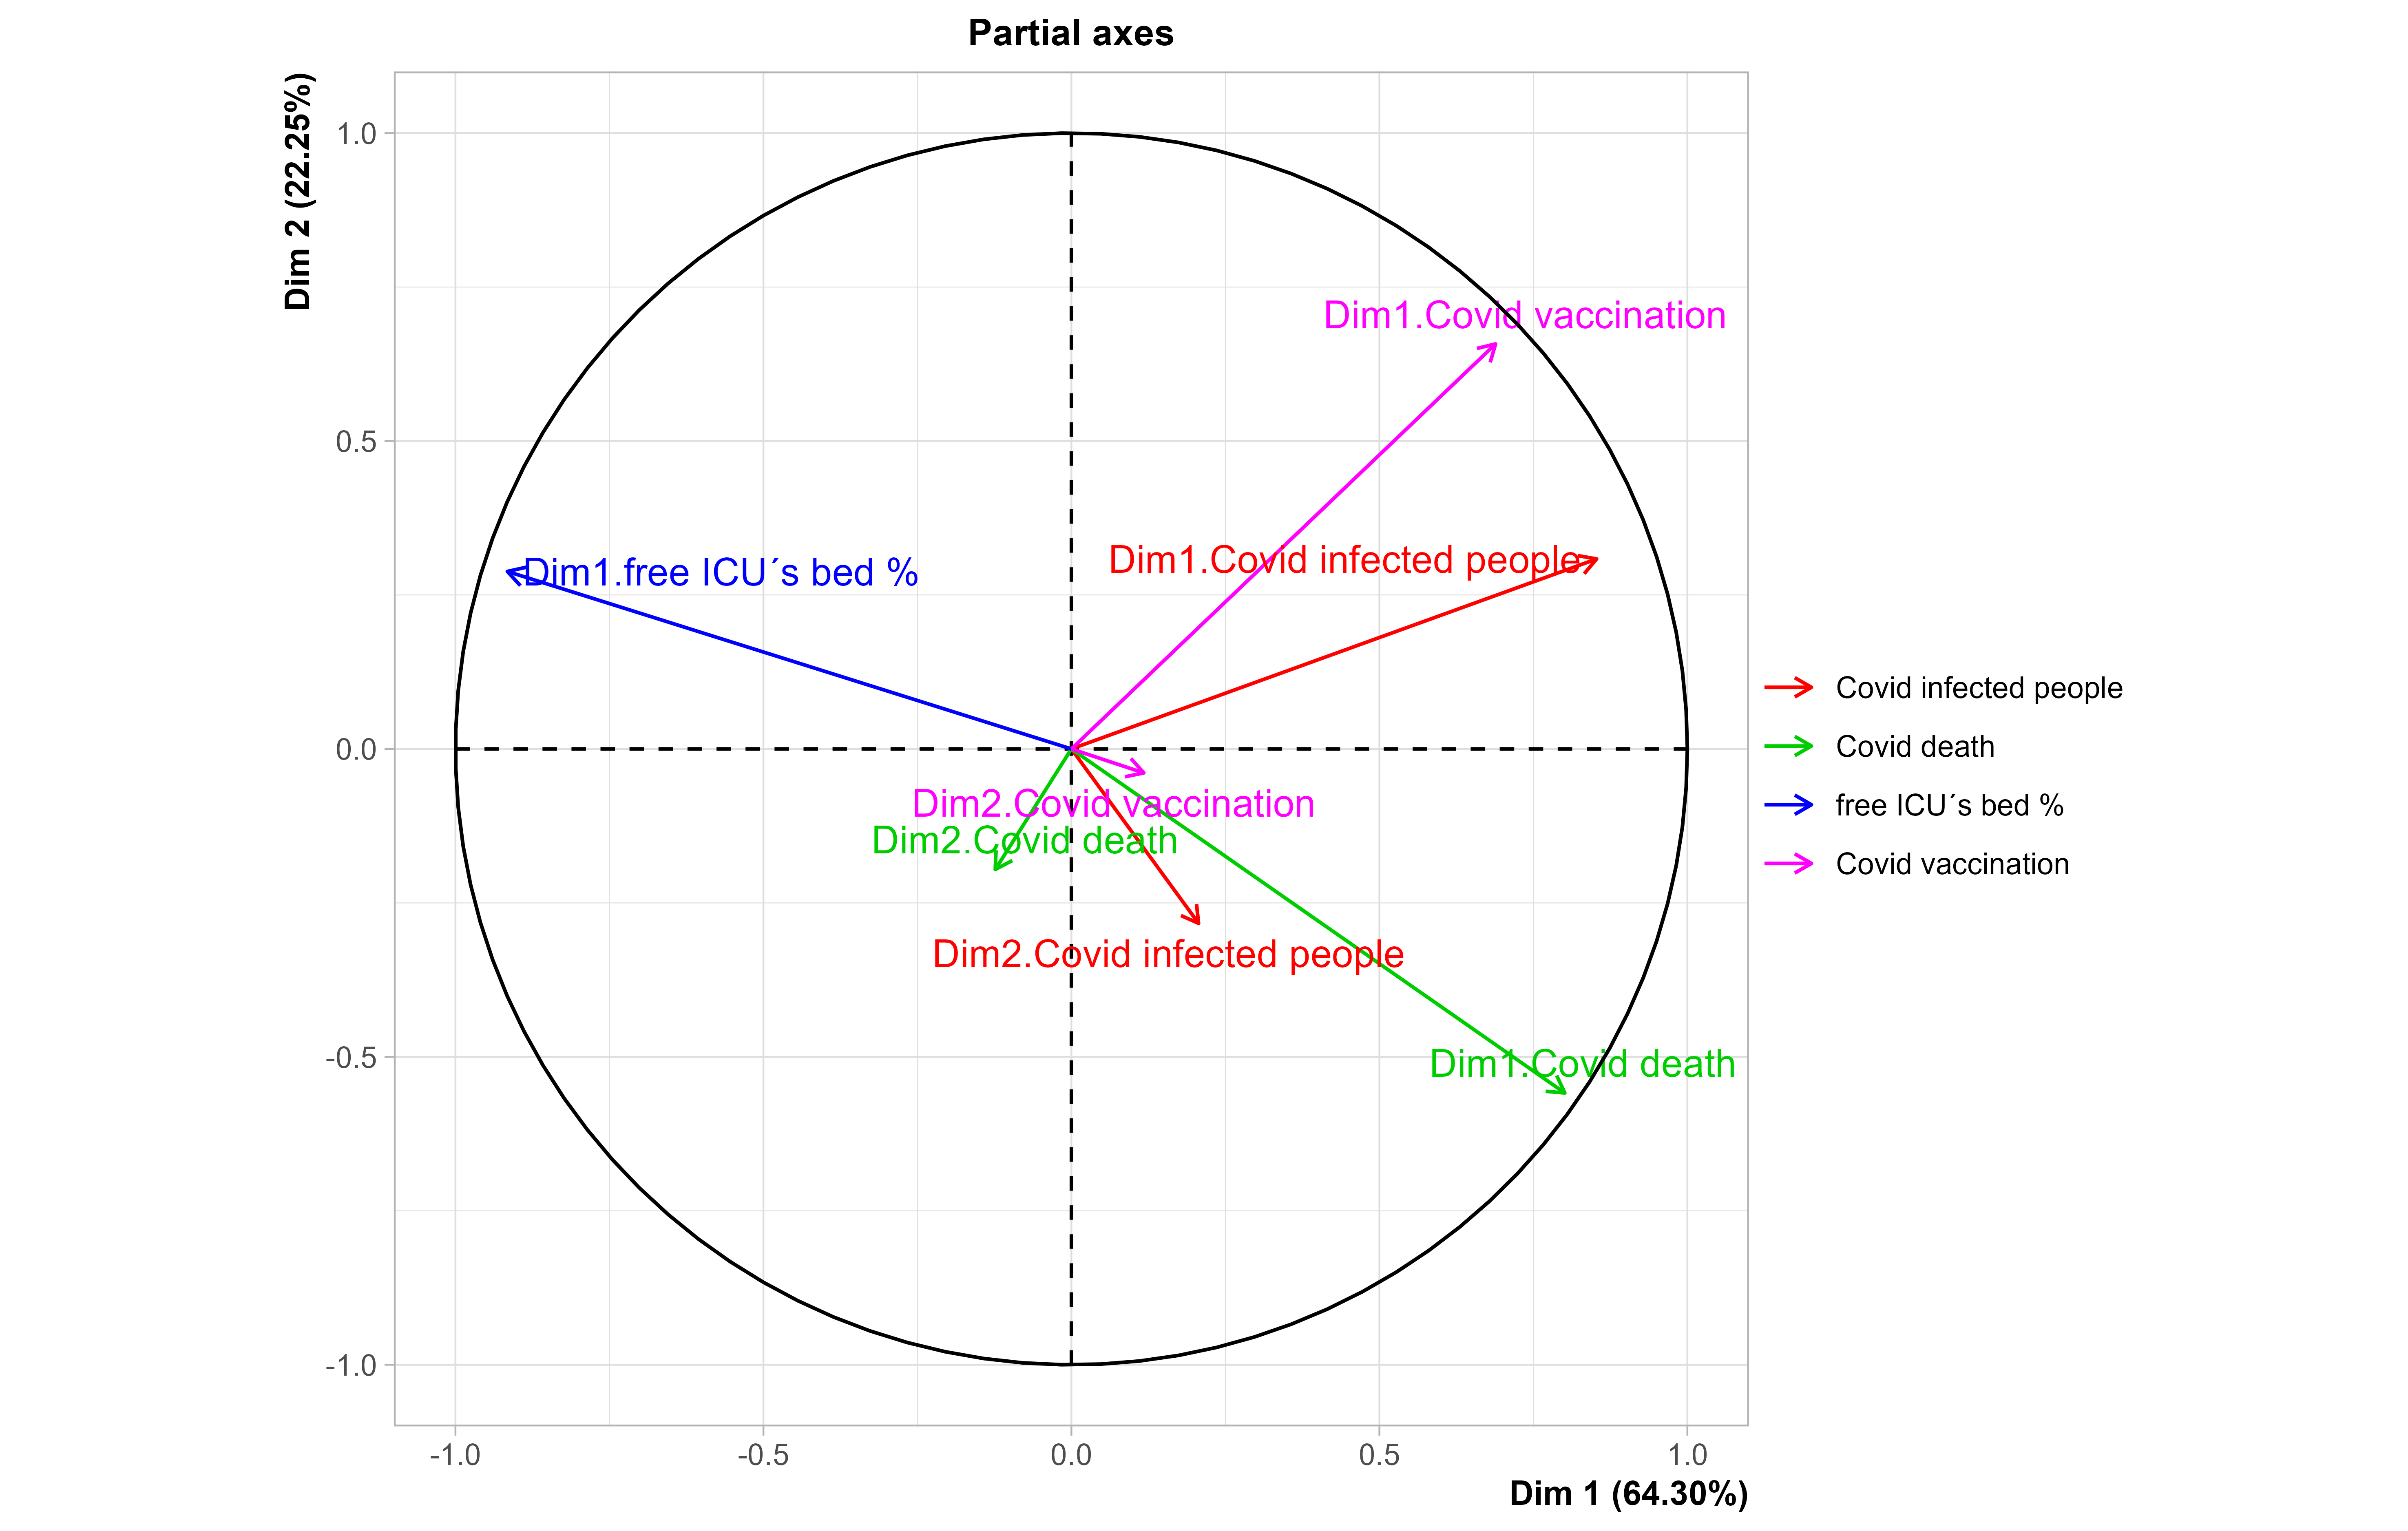 Partial axes
Dim 2 (22.25%)
1.0
0.5
0.0
-0.5
-1.0
Dim1.Covid vaccination
Dim1.Covid infected people
Dim1.free ICU´s bed %
Dim2.Covid vaccination
Dim2.Covid death
Dim2.Covid infected people
Dim1.Covid death
Covid infected people
Covid death
free ICU´s bed %
Covid vaccination
-1.0
-0.5
0.0
0.5
1.0
Dim 1 (64.30%)